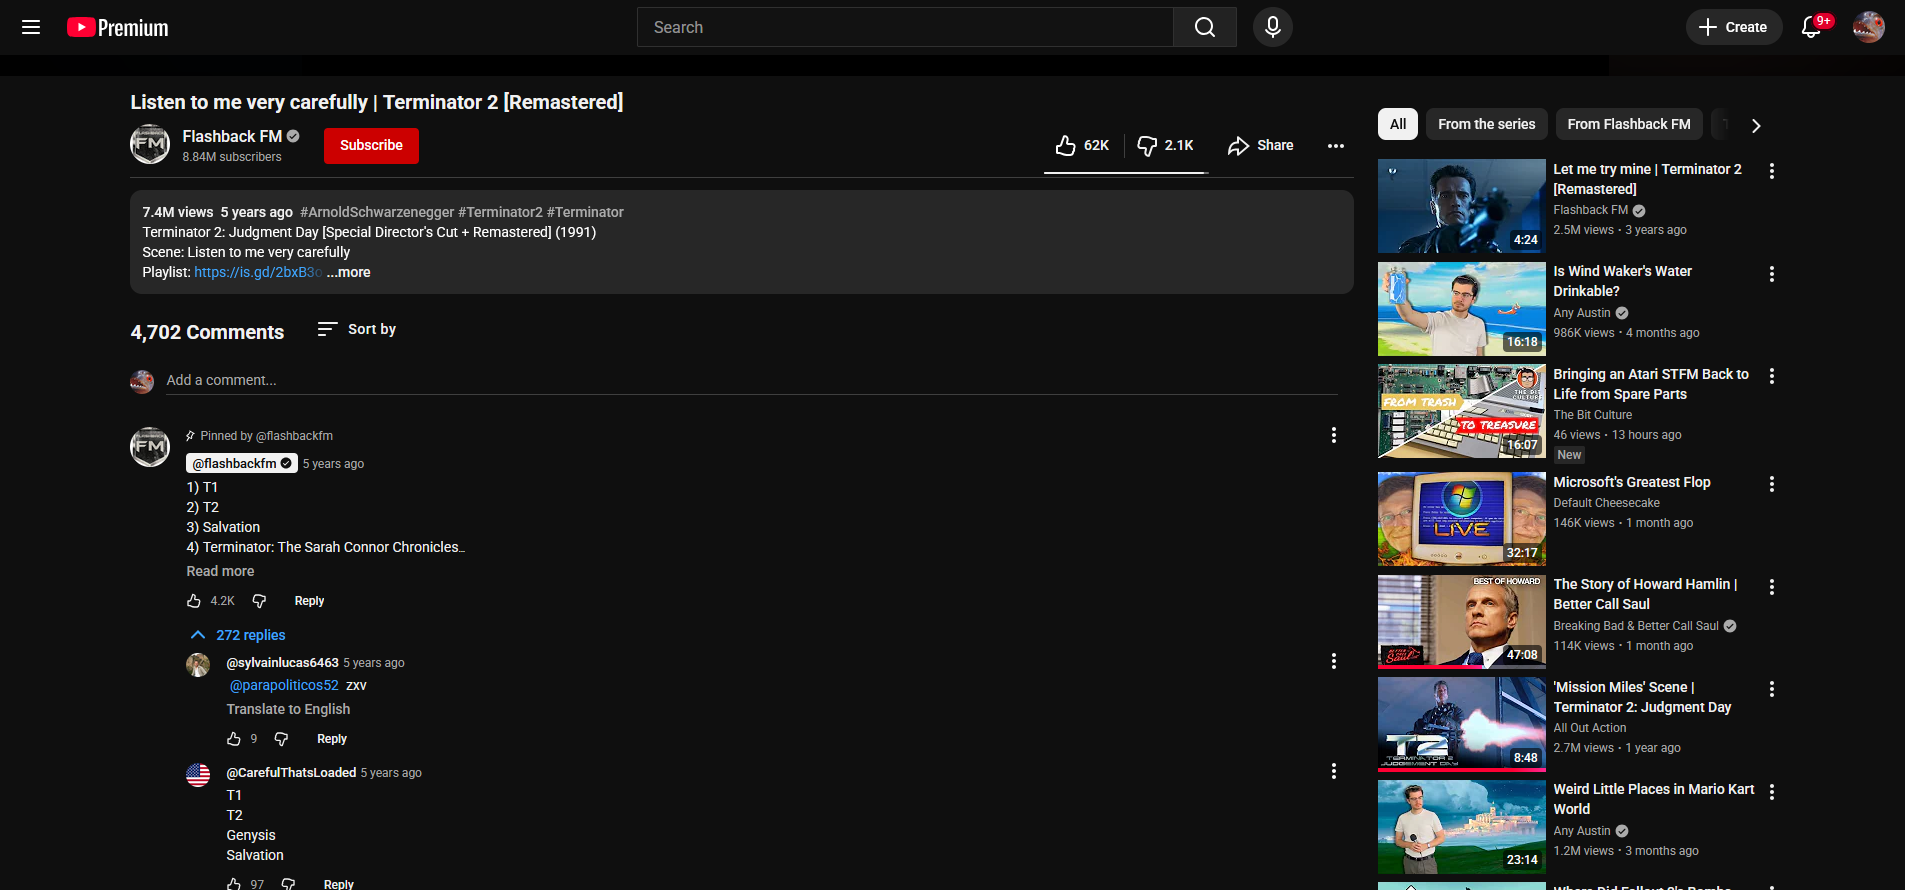 Premium
Search
Create
9+
Listen to me very carefully | Terminator 2 [Remastered]
FM
Flashback FM
8.84M subscribers
Subscribe
62K
2.1K
Share
7.4M views 5 years ago #ArnoldSchwarzenegger #Terminator2 #Terminator
Terminator 2: Judgment Day [Special Director's Cut + Remastered] (1991)
Scene: Listen to me very carefully
Playlist: https://is.gd/2bxB3o ...more
4,702 Comments
Sort by
Add a comment...
FM
Pinned by @flashbackfm
@flashbackfm 5 years ago
1) T1
2) T2
3) Salvation
4) Terminator: The Sarah Connor Chronicles…
Read more
4.2K
Reply
272 replies
@sylvainlucas6463 5 years ago
@parapoliticos52 zxv
Translate to English
9
Reply
@CarefulThatsLoaded 5 years ago
T1
T2
Genysis
Salvation
97
Reply
All
From the series
From Flashback FM
4:24
Let me try mine | Terminator 2
[Remastered]
Flashback FM
2.5M views • 3 years ago
16:18
Is Wind Waker's Water
Drinkable?
Any Austin
986K views • 4 months ago
THE BIT
CULTURE
FROM TRASH
TO TREASURE
16:07
Bringing an Atari STFM Back to
Life from Spare Parts
The Bit Culture
46 views • 13 hours ago
New
LIVE
32:17
Microsoft's Greatest Flop
Default Cheesecake
146K views • 1 month ago
BEST OF HOWARD
Saul
47:08
The Story of Howard Hamlin |
Better Call Saul
Breaking Bad & Better Call Saul
114K views • 1 month ago
T2
TERMINATOR 2
JUDGEMENT DAY
8:48
'Mission Miles' Scene |
Terminator 2: Judgment Day
All Out Action
2.7M views • 1 year ago
23:14
Weird Little Places in Mario Kart
World
Any Austin
1.2M views • 3 months ago